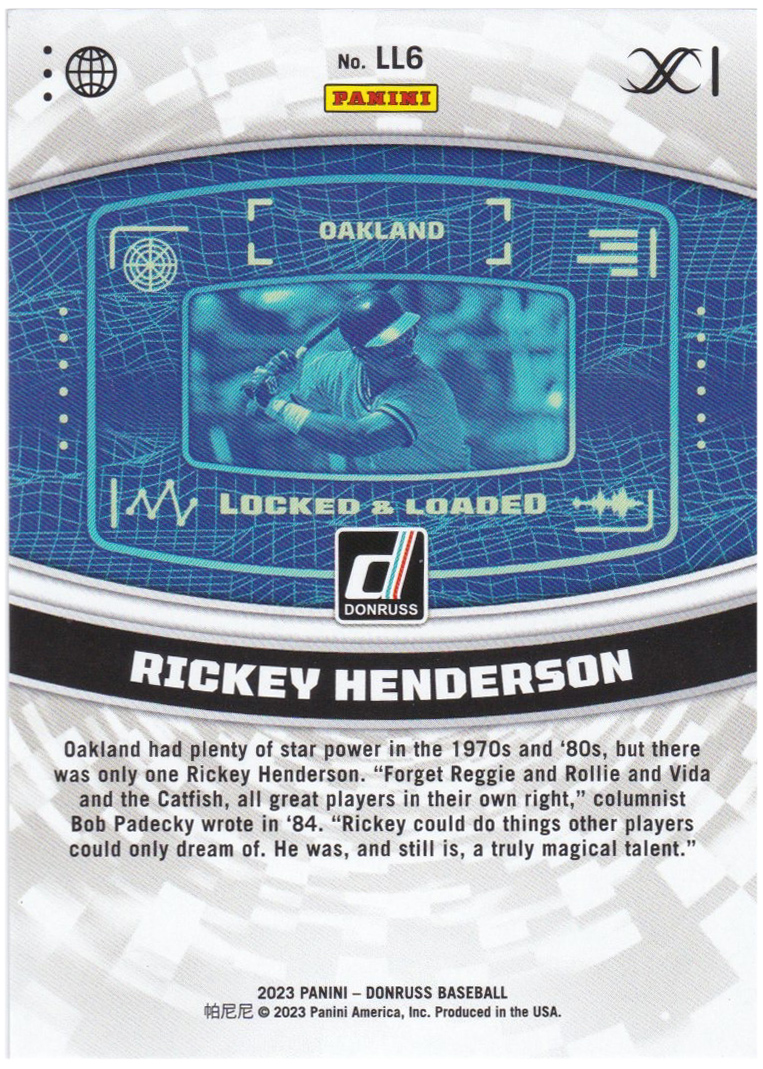 No. LL6
PANINI
OAKLAND
LOCKED & LOADED
d
DONRUSS
RICKEY HENDERSON
Oakland had plenty of star power in the 1970s and ‘80s, but there
was only one Rickey Henderson. “Forget Reggie and Rollie and Vida
and the Catfish, all great players in their own right,” columnist
Bob Padecky wrote in ‘84. “Rickey could do things other players
could only dream of. He was, and still is, a truly magical talent.”
2023 PANINI – DONRUSS BASEBALL
帕尼尼 © 2023 Panini America, Inc. Produced in the USA.